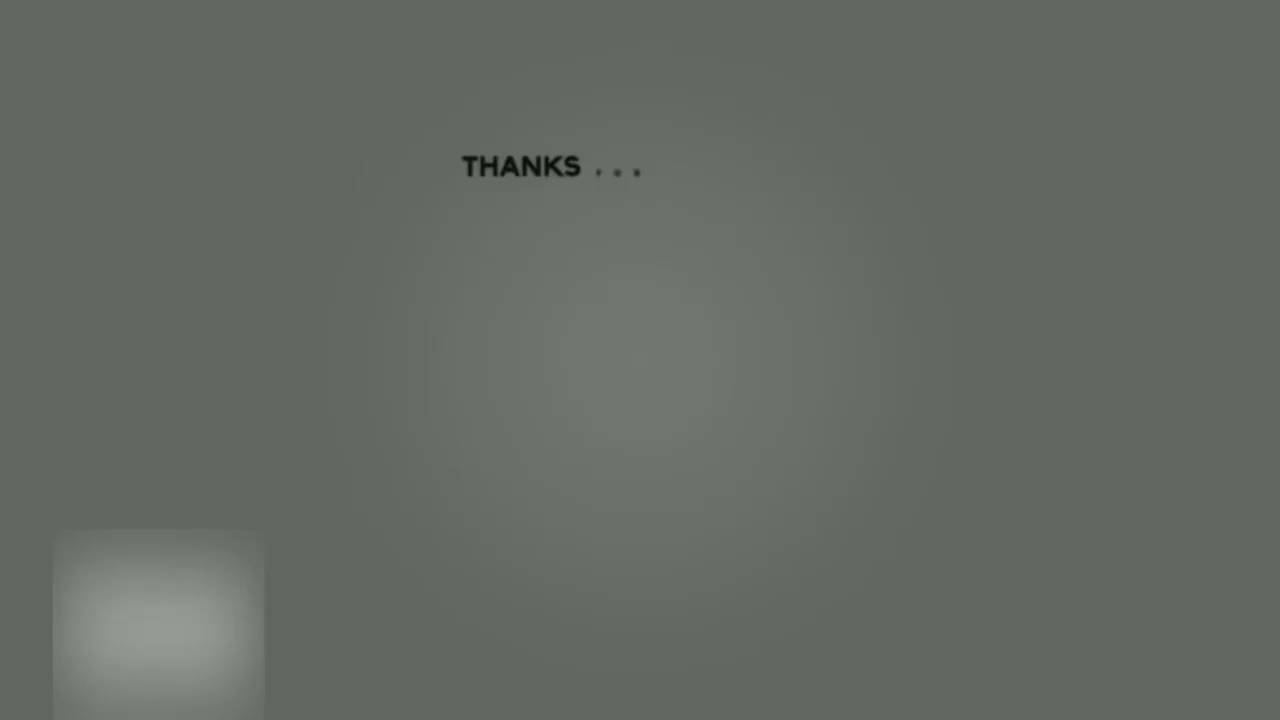 THANKS . . .